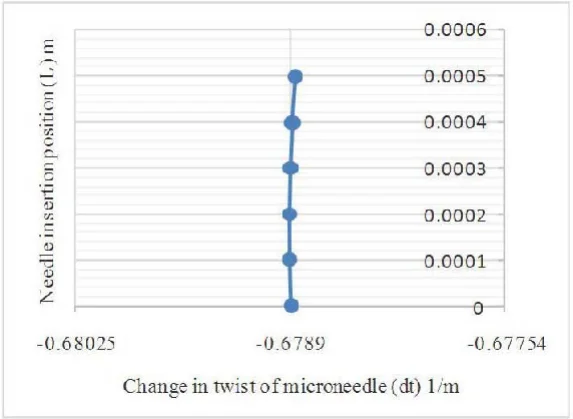 0.0006
0.0005
0.0004
0.0003
0.0002
0.0001
0
Needle insertion position (L) m
-0.68025 -0.6789 -0.67754
Change in twist of microneedle (dt) 1/m